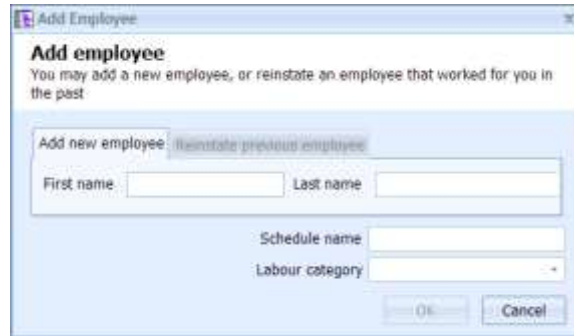 Add Employee
Add employee
You may add a new employee, or reinstate an employee that worked for you in
the past
Add new employee Reinstate previous employee
First name Last name
Schedule name
Labour category
OK Cancel